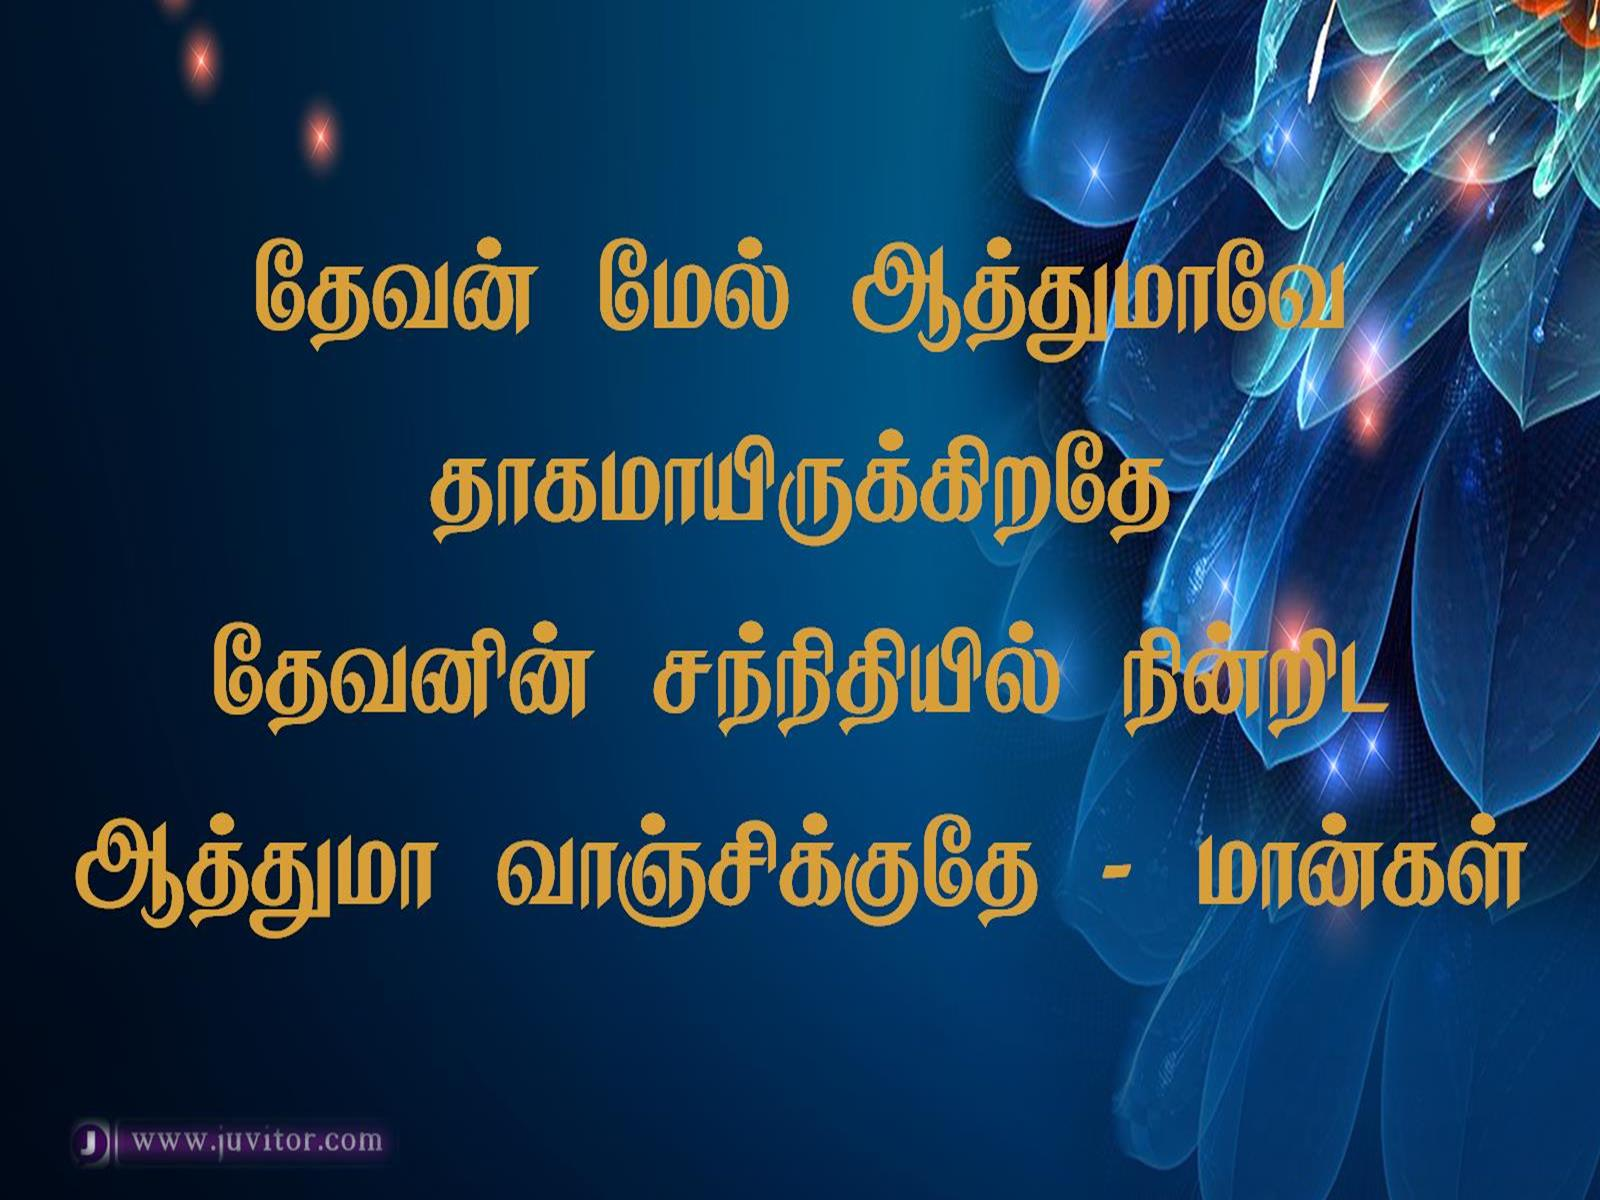 தேவன் மேல் ஆத்துமாவே
தாகமாயிருக்கிறதே
தேவனின் சந்நிதியில் நின்றிட
ஆத்துமா வாஞ்சிக்குதே - மான்கள்
J www.juvitor.com